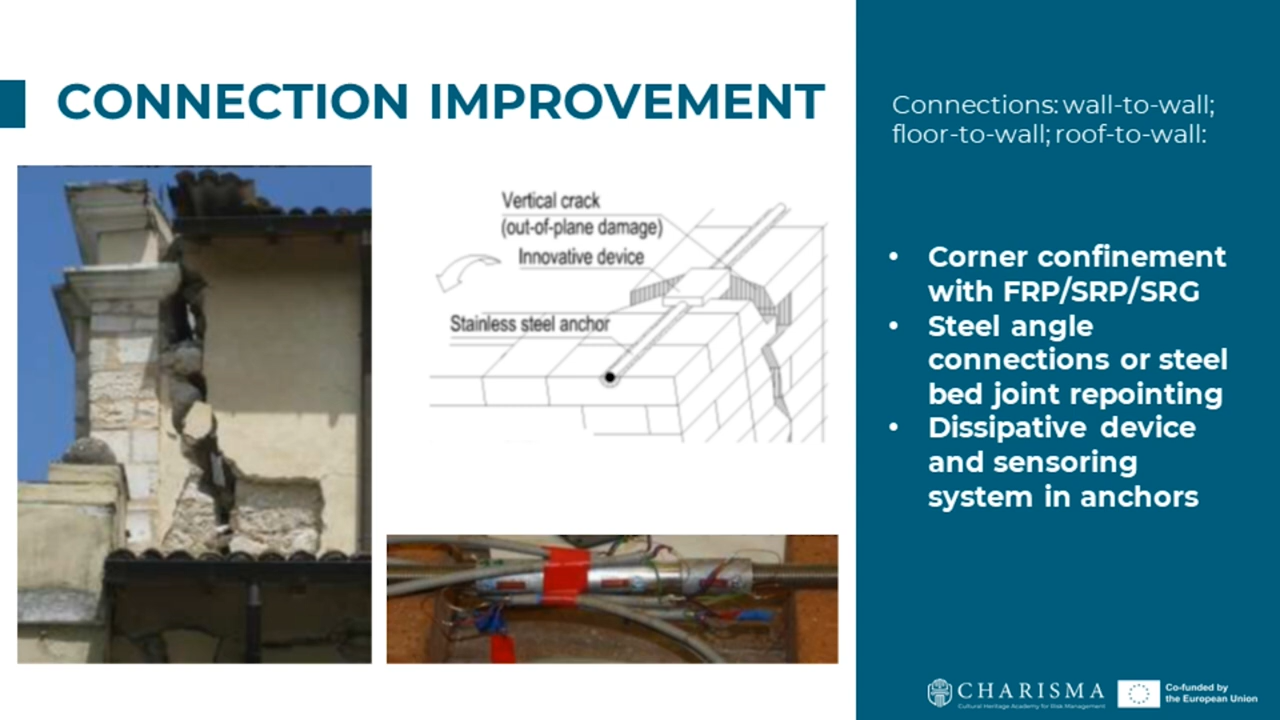 CONNECTION IMPROVEMENT
Vertical crack
(out-of-plane damage)
Innovative device
Stainless steel anchor
Connections: wall-to-wall;
floor-to-wall; roof-to-wall:
• Corner confinement
with FRP/SRP/SRG
• Steel angle
connections or steel
bed joint repointing
• Dissipative device
and sensoring
system in anchors
CHARISMA
Cultural Heritage Academy for Risk Management
Co-funded by
the European Union